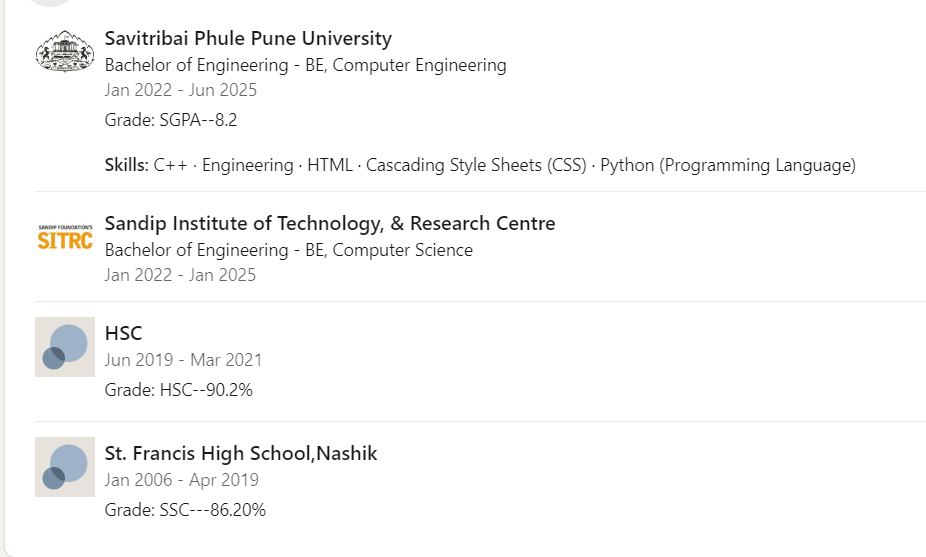 Savitribai Phule Pune University
Bachelor of Engineering - BE, Computer Engineering
Jan 2022 - Jun 2025
Grade: SGPA--8.2
Skills: C++ · Engineering · HTML · Cascading Style Sheets (CSS) · Python (Programming Language)
SANDIP FOUNDATION'S
SITRC
Sandip Institute of Technology, & Research Centre
Bachelor of Engineering - BE, Computer Science
Jan 2022 - Jan 2025
HSC
Jun 2019 - Mar 2021
Grade: HSC--90.2%
St. Francis High School,Nashik
Jan 2006 - Apr 2019
Grade: SSC---86.20%